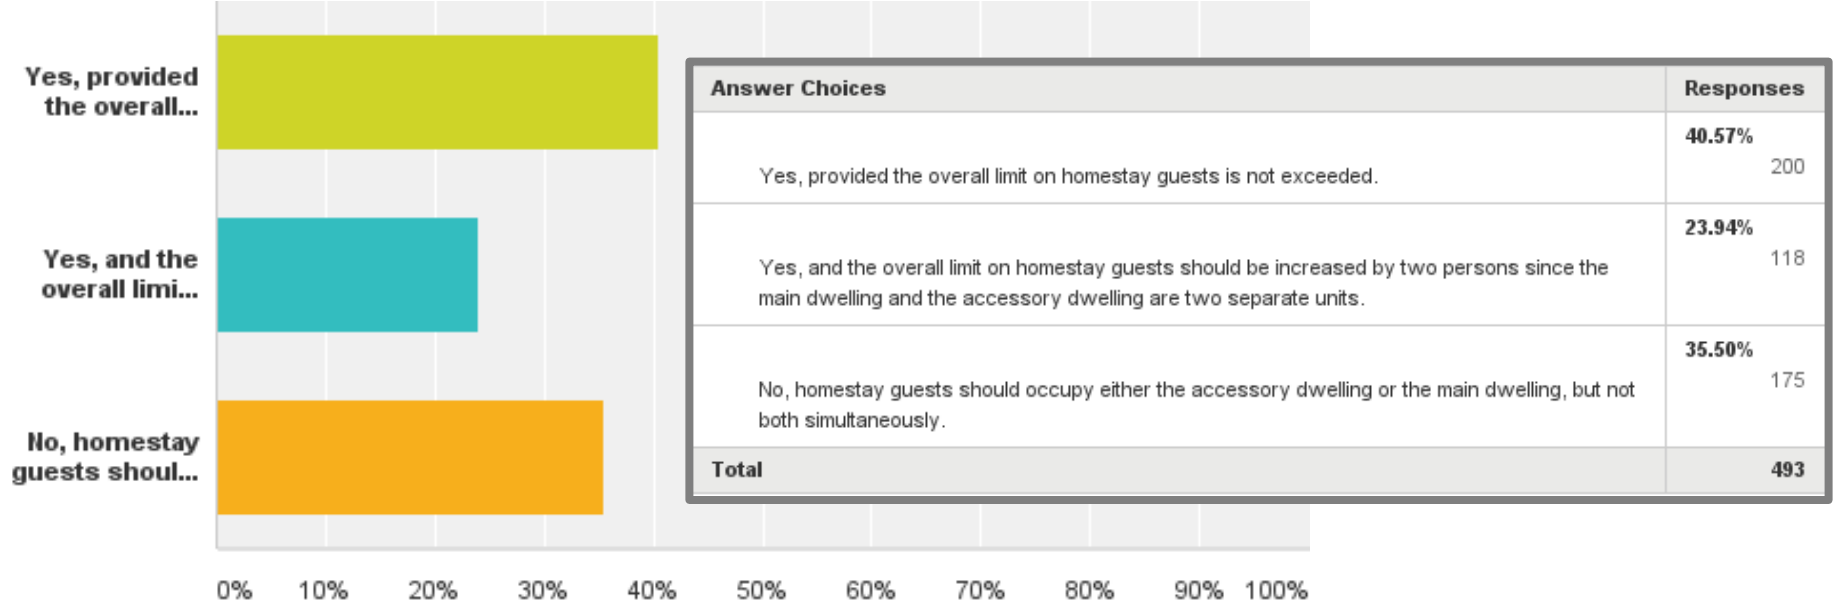 Yes, provided
the overall...
Yes, and the
overall limi...
No, homestay
guests shoul...
0% 10% 20% 30% 40% 50% 60% 70% 80% 90% 100%
Answer Choices Responses
40.57%
200
Yes, provided the overall limit on homestay guests is not exceeded.
23.94%
118
Yes, and the overall limit on homestay guests should be increased by two persons since the
main dwelling and the accessory dwelling are two separate units.
35.50%
175
No, homestay guests should occupy either the accessory dwelling or the main dwelling, but not
both simultaneously.
Total 493